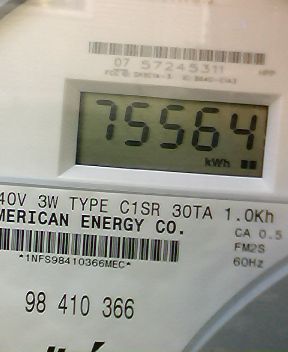 07 57245311
75564
kWh
40V 3W TYPE C1SR 30TA 1.0Kh
MERICAN ENERGY CO.
CA 0.5
FM2S
*1NFS98410366MEC*
60Hz
98 410 366